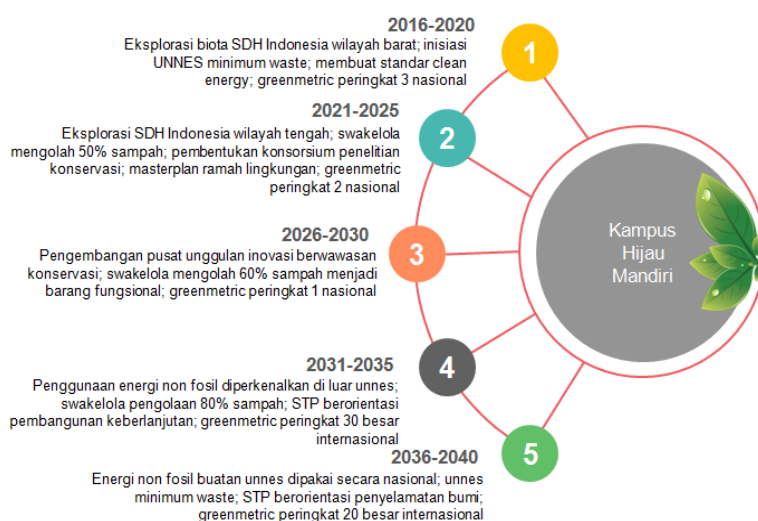 2016-2020
Eksplorasi biota SDH Indonesia wilayah barat; inisiasi
UNNES minimum waste; membuat standar clean
energy; greenmetric peringkat 3 nasional
1
2021-2025
Eksplorasi SDH Indonesia wilayah tengah; swakelola
mengolah 50% sampah; pembentukan konsorsium penelitian
konservasi; masterplan ramah lingkungan; greenmetric
peringkat 2 nasional
2
2026-2030
Pengembangan pusat unggulan inovasi berwawasan
konservasi; swakelola mengolah 60% sampah menjadi
barang fungsional; greenmetric peringkat 1 nasional
3
2031-2035
Penggunaan energi non fosil diperkenalkan di luar unnes;
swakelola pengolaan 80% sampah; STP berorientasi
pembangunan keberlanjutan; greenmetric peringkat 30 besar
internasional
4
2036-2040
Energi non fosil buatan unnes dipakai secara nasional; unnes
minimum waste; STP berorientasi penyelamatan bumi;
greenmetric peringkat 20 besar internasional
5
Kampus
Hijau
Mandiri